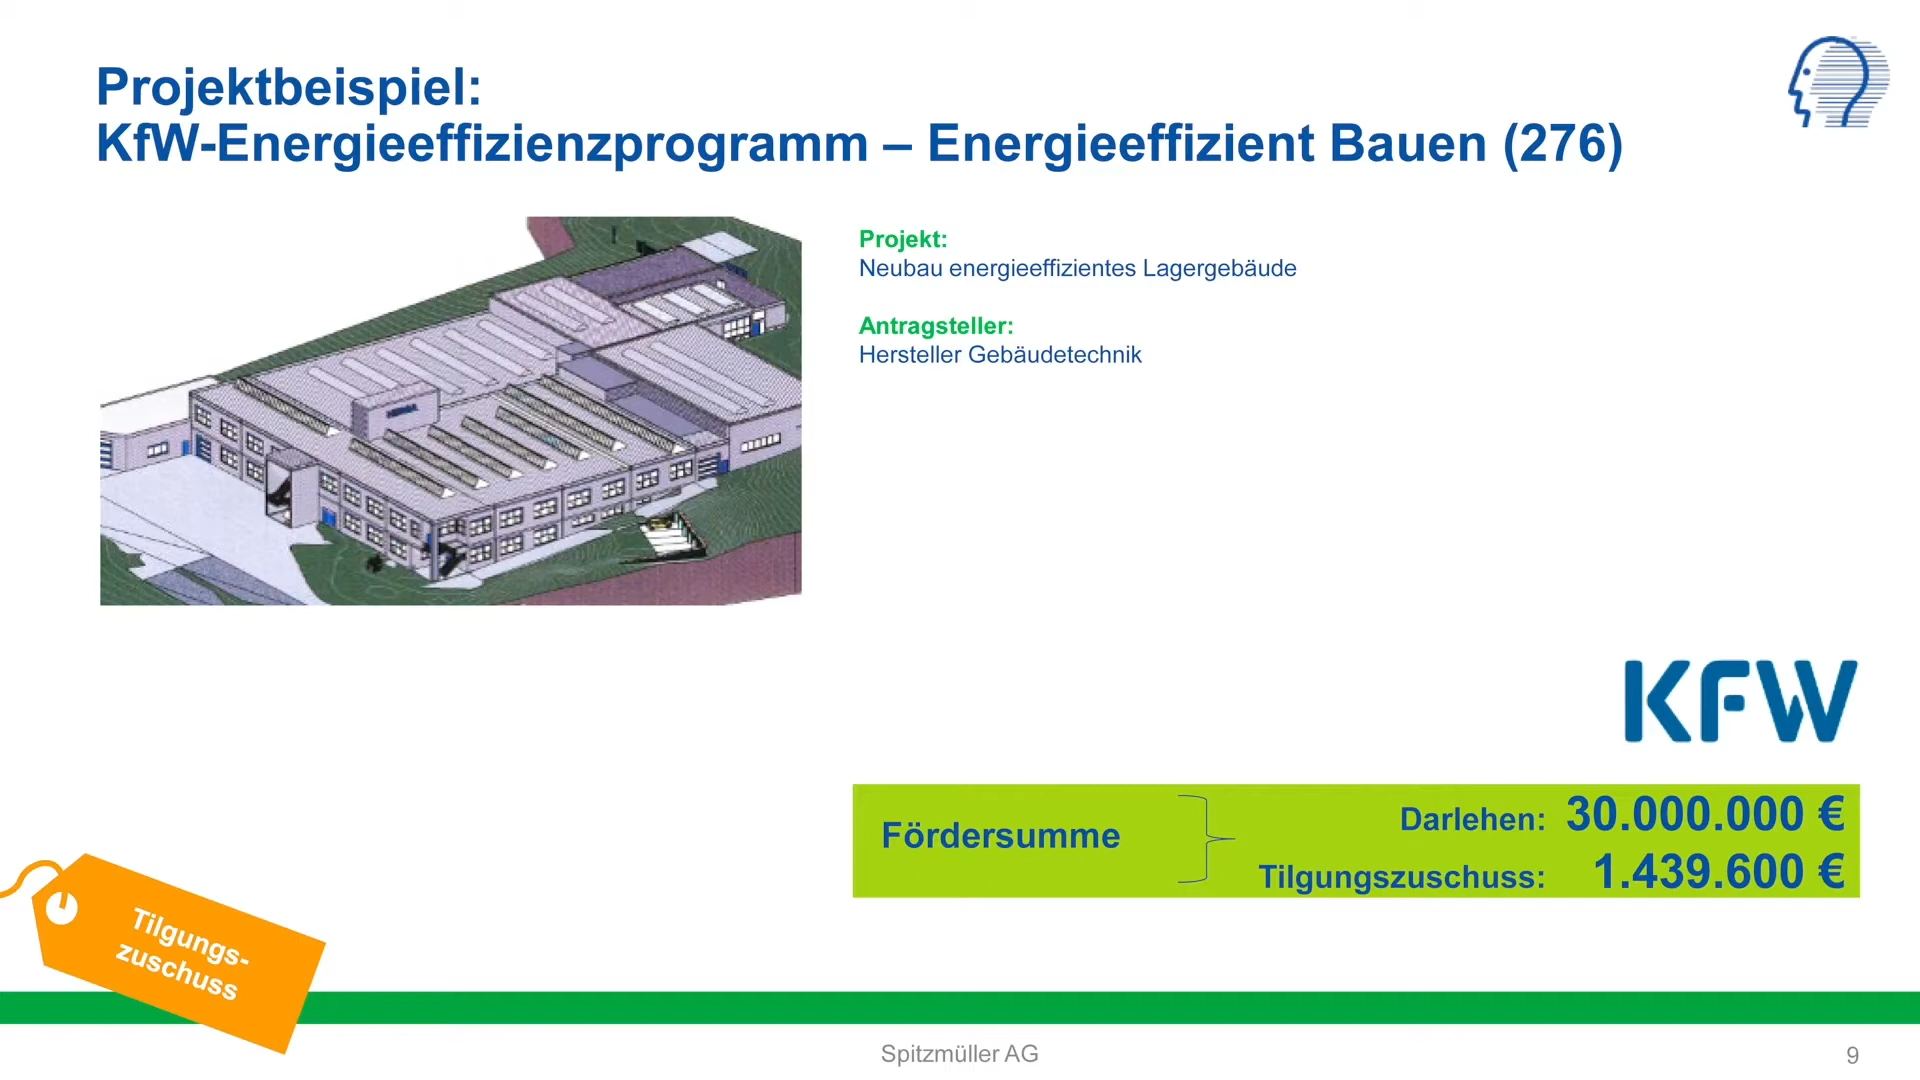 Projektbeispiel:
KfW-Energieeffizienzprogramm – Energieeffizient Bauen (276)
Projekt:
Neubau energieeffizientes Lagergebäude
Antragsteller:
Hersteller Gebäudetechnik
KFW
Fördersumme
Darlehen: 30.000.000 €
Tilgungszuschuss: 1.439.600 €
Tilgungs-
zuschuss
Spitzmüller AG
9